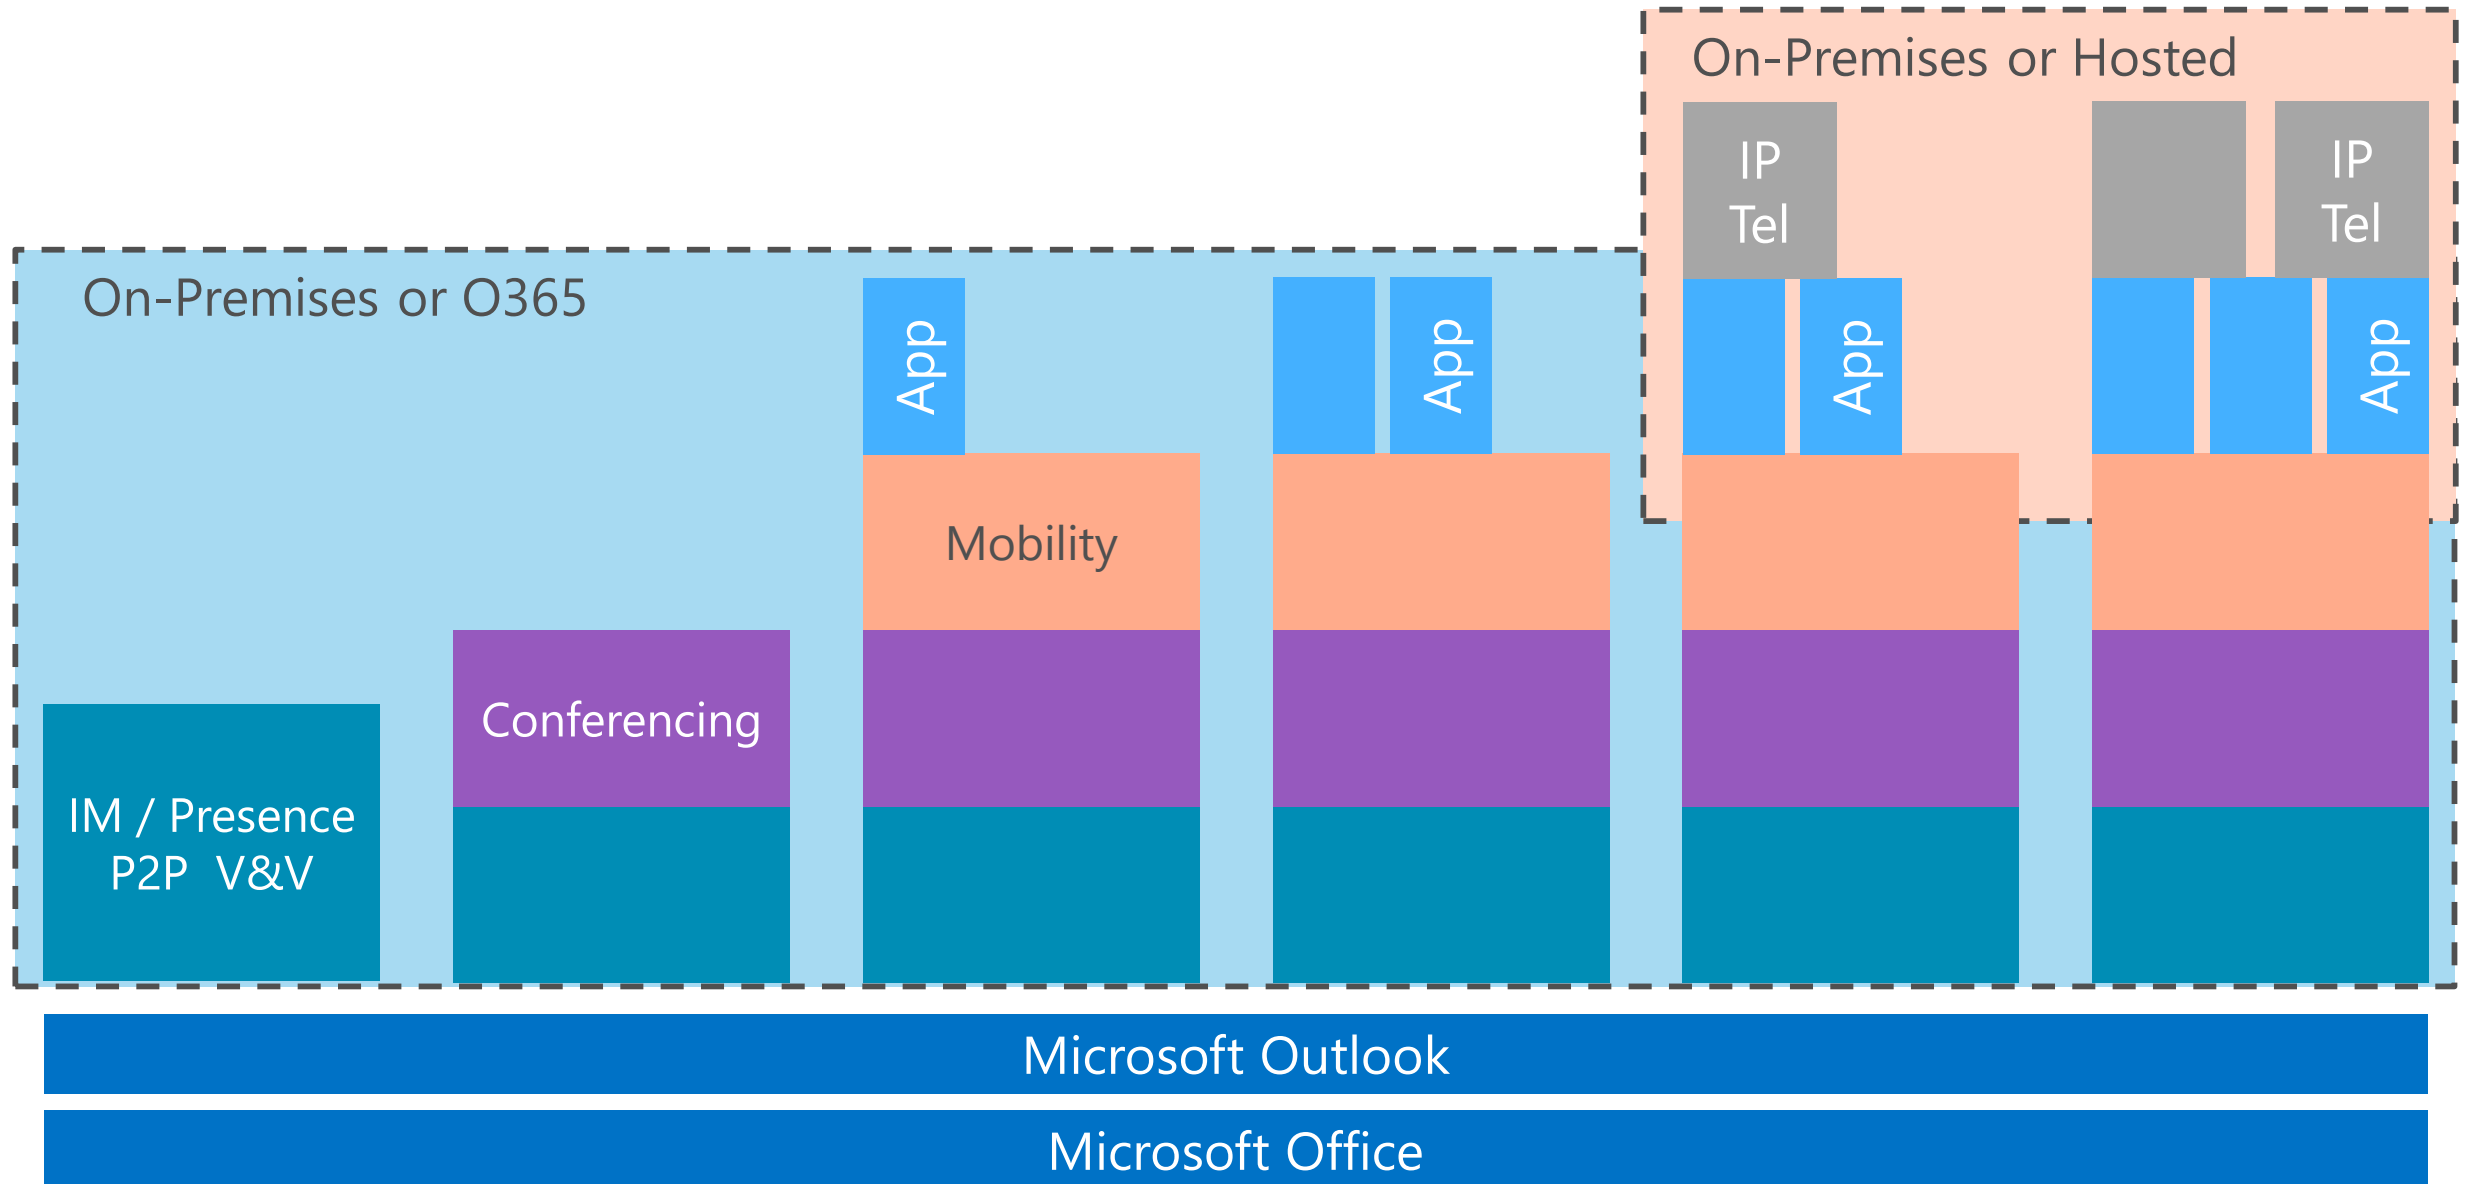 On-Premises or Hosted
IP
Tel
IP
Tel
On-Premises or O365
App
App
App
App
Mobility
Conferencing
IM / Presence
P2P  V&V
Microsoft Outlook
Microsoft Office